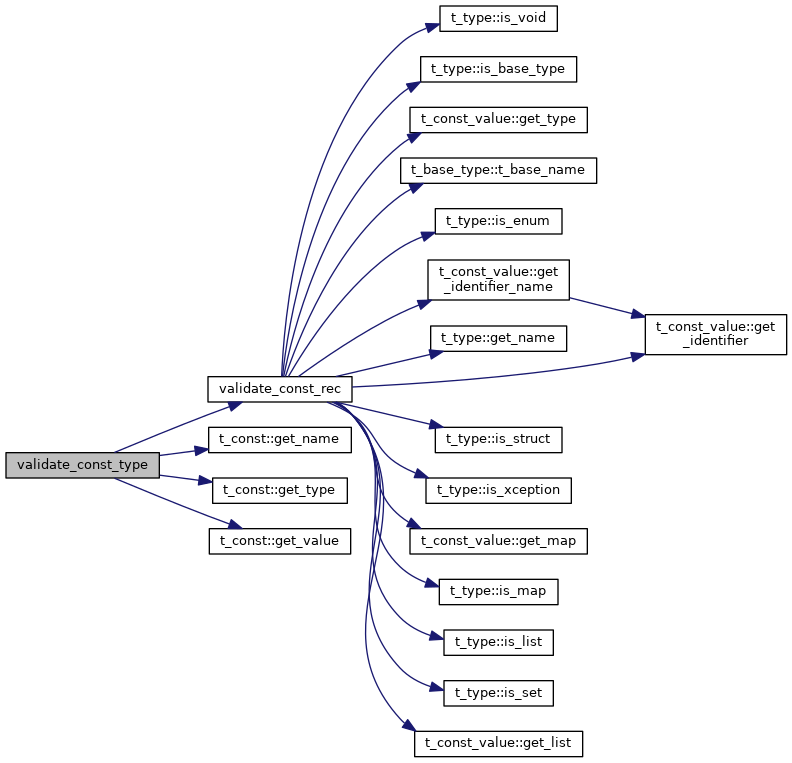 t_type::is_void
t_type::is_base_type
t_const_value::get_type
t_base_type::t_base_name
t_type::is_enum
t_const_value::get
_identifier_name
t_const_value::get
_identifier
t_type::get_name
validate_const_rec
t_const::get_name
t_type::is_struct
validate_const_type
t_const::get_type
t_type::is_xception
t_const::get_value
t_const_value::get_map
t_type::is_map
t_type::is_list
t_type::is_set
t_const_value::get_list